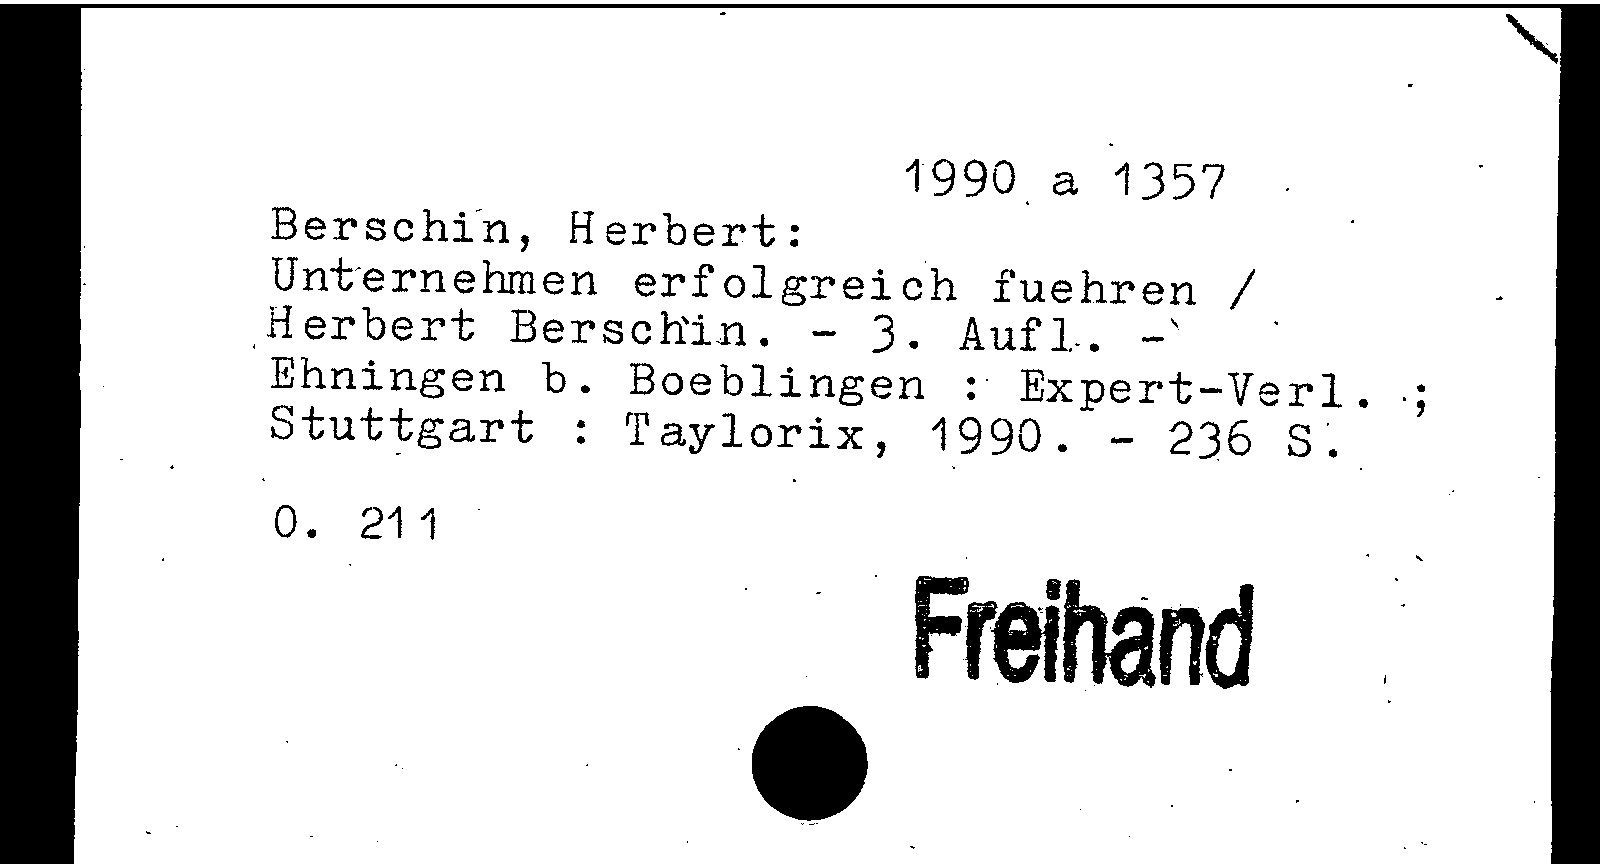 1990 a 1357
Berschin, Herbert:
Unternehmen erfolgreich fuehren /
Herbert Berschin. - 3. Aufl. -
Ehningen b. Boeblingen : Expert-Verl. ;
Stuttgart : Taylorix, 1990. - 236 S.
0. 211
Freihand